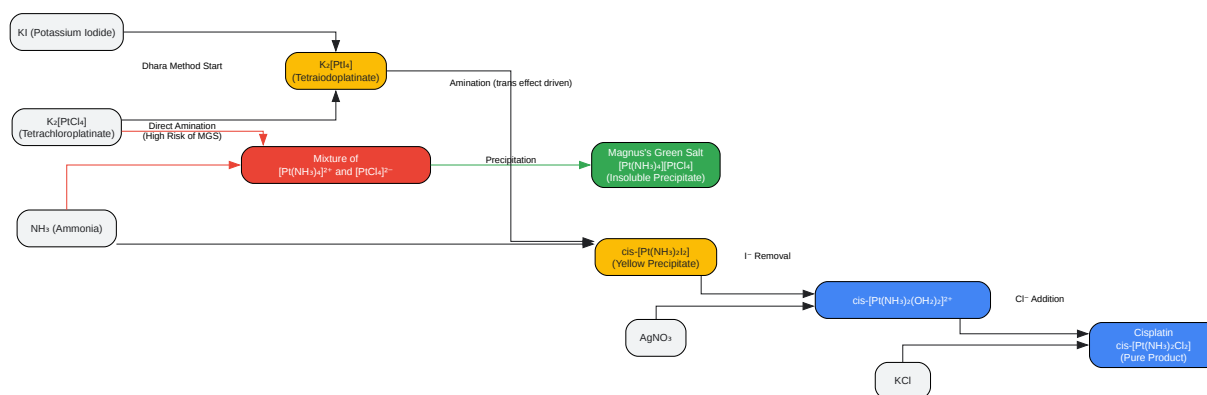 KI (Potassium Iodide)
Dhara Method Start
K₂[PtI₄]
(Tetraiodoplatinate)
Amination (trans effect driven)
K₂[PtCl₄]
(Tetrachloroplatinate)
Direct Amination
(High Risk of MGS)
Mixture of
[Pt(NH₃)₄]²⁺ and [PtCl₄]²⁻
Precipitation
Magnus's Green Salt
[Pt(NH₃)₄][PtCl₄]
(Insoluble Precipitate)
NH₃ (Ammonia)
cis-[Pt(NH₃)₂I₂]
(Yellow Precipitate)
I⁻ Removal
cis-[Pt(NH₃)₂(OH₂)₂]²⁺
Cl⁻ Addition
AgNO₃
Cisplatin
cis-[Pt(NH₃)₂Cl₂]
(Pure Product)
KCl